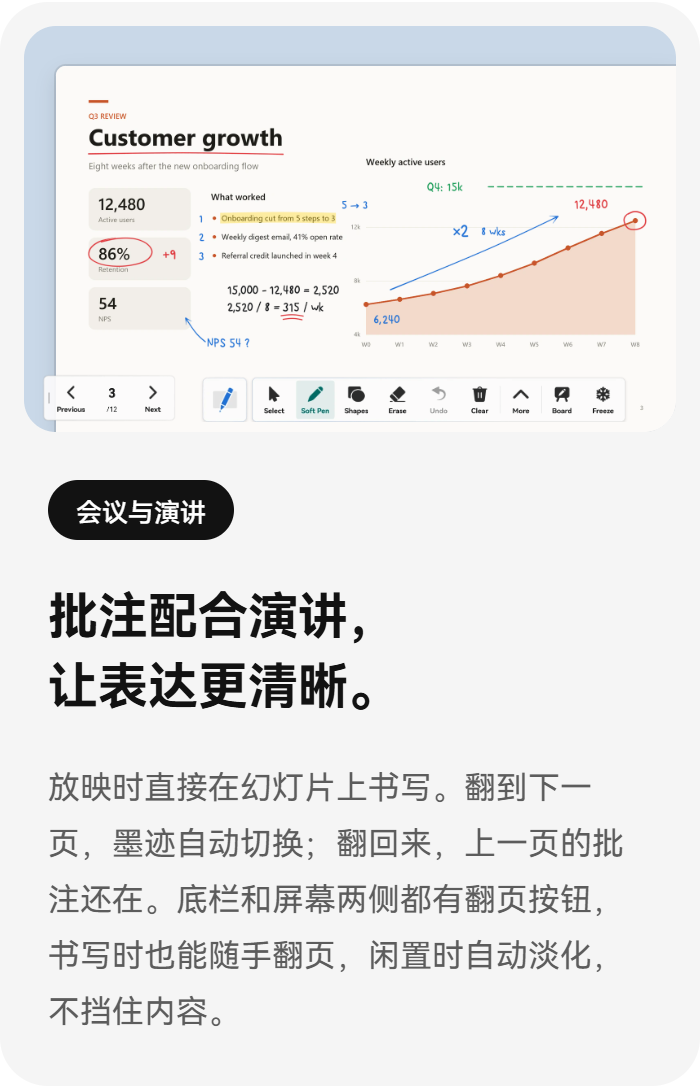 Q3 REVIEW
Customer growth
Eight weeks after the new onboarding flow
12,480
Active users
86%
+9
Retention
54
NPS
NPS 54 ?
What worked
1 • Onboarding cut from 5 steps to 3
5 → 3
2 • Weekly digest email, 41% open rate
3 • Referral credit launched in week 4
15,000 - 12,480 = 2,520
2,520 / 8 = 315 / wk
Weekly active users
Q4: 15k
12,480
×2 8 wks
12k
8k
6,240
4k
W0 W1 W2 W3 W4 W5 W6 W7 W8
Previous
3
/12
Next
Select
Soft Pen
Shapes
Erase
Undo
Clear
More
Board
Freeze
3
会议与演讲
批注配合演讲，
让表达更清晰。
放映时直接在幻灯片上书写。翻到下一
页，墨迹自动切换；翻回来，上一页的批
注还在。底栏和屏幕两侧都有翻页按钮，
书写时也能随手翻页，闲置时自动淡化，
不挡住内容。